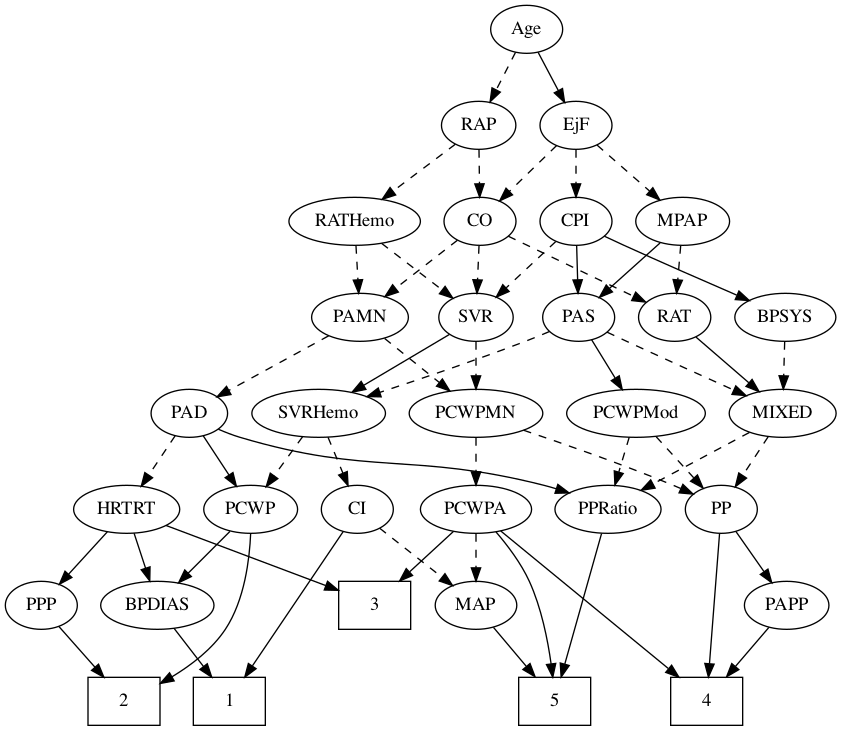 Age
RAP
EjF
RATHemo
CO
CPI
MPAP
PAMN
SVR
PAS
RAT
BPSYS
PAD
SVRHemo
PCWPMN
PCWPMod
MIXED
HRTRT
PCWP
CI
PCWPA
PPRatio
PP
PPP
BPDIAS
3
MAP
PAPP
2
1
5
4